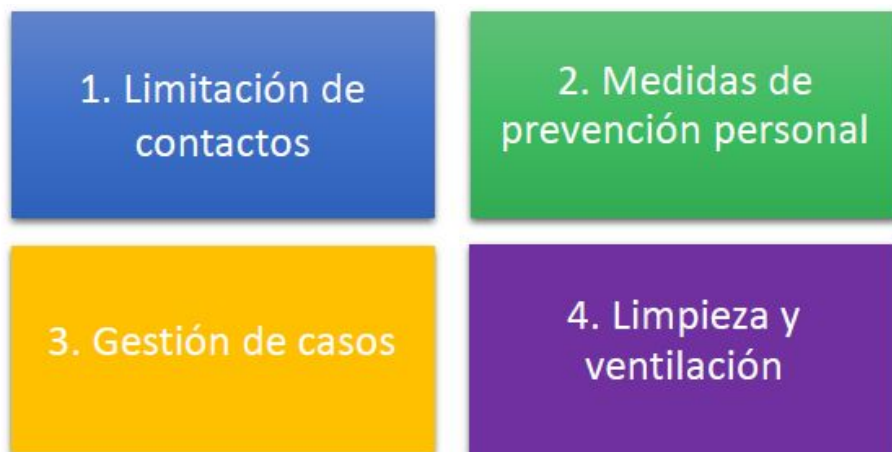 1. Limitación de
contactos
2. Medidas de
prevención personal
3. Gestión de casos
4. Limpieza y
ventilación